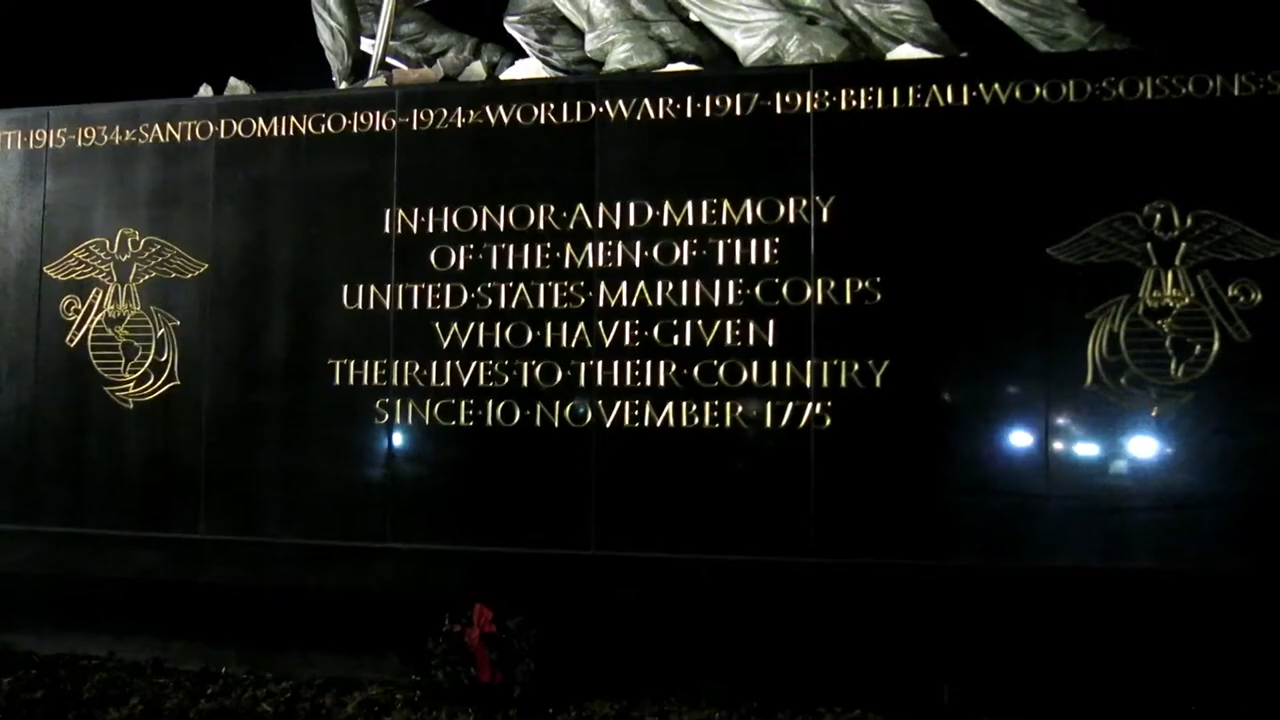 1915-1934 SANTO·DOMINGO·1916-1924 WORLD·WAR·I·1917-1918·BELLEAU·WOOD·SOISSONS·
IN·HONOR·AND·MEMORY
OF·THE·MEN·OF·THE
UNITED·STATES·MARINE·CORPS
WHO·HAVE·GIVEN
THEIR·LIVES·TO·THEIR·COUNTRY
SINCE·10·NOVEMBER·1775